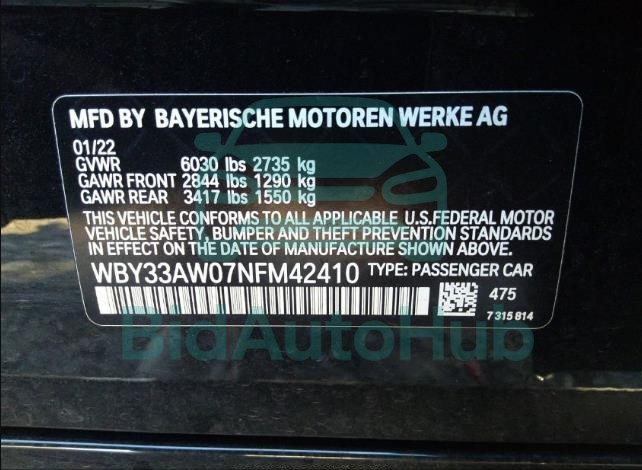 MFD BY BAYERISCHE MOTOREN WERKE AG
01/22
GVWR 6030 lbs 2735 kg
GAWR FRONT 2844 lbs 1290 kg
GAWR REAR 3417 lbs 1550 kg
THIS VEHICLE CONFORMS TO ALL APPLICABLE U.S.FEDERAL MOTOR
VEHICLE SAFETY, BUMPER AND THEFT PREVENTION STANDARDS
IN EFFECT ON THE DATE OF MANUFACTURE SHOWN ABOVE.
WBY33AW07NFM42410 TYPE: PASSENGER CAR
475
7 315 814
BidAutoHub